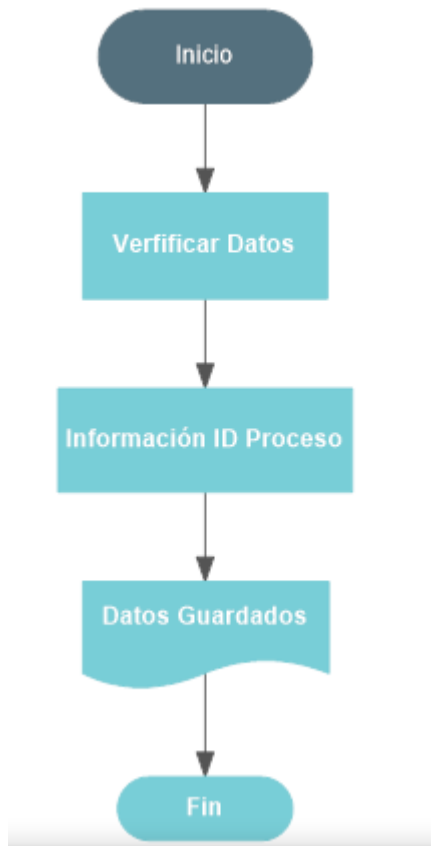 Inicio
Verfificar Datos
Información ID Proceso
Datos Guardados
Fin